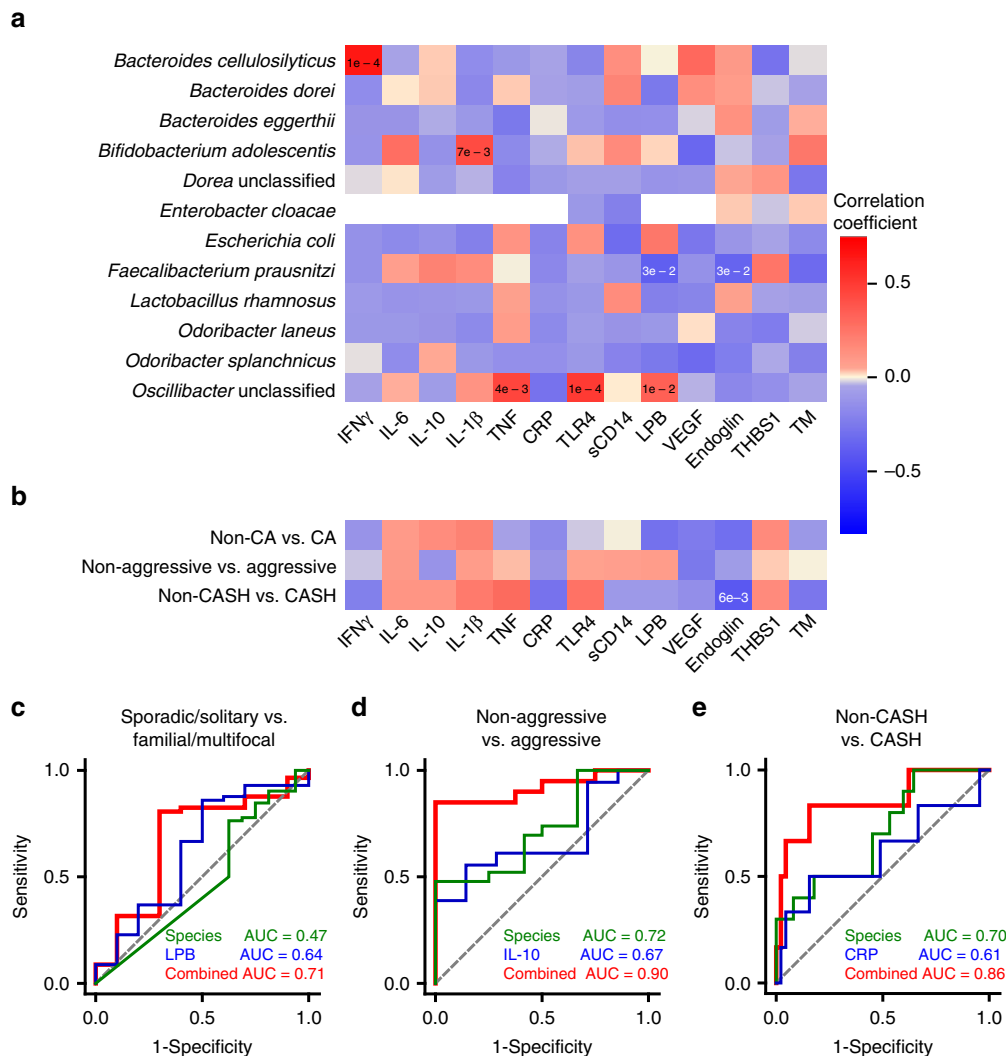 a
Bacteroides cellulosilyticus
1e – 4
Bacteroides dorei
Bacteroides eggerthii
Bifidobacterium adolescentis
7e – 3
Dorea unclassified
Enterobacter cloacae
Escherichia coli
Faecalibacterium prausnitzi
3e – 2
3e – 2
Lactobacillus rhamnosus
Odoribacter laneus
Odoribacter splanchnicus
Oscillibacter unclassified
4e – 3
1e – 4
1e – 2
IFNγ
IL-6
IL-10
IL-1β
TNF
CRP
TLR4
sCD14
LPB
VEGF
Endoglin
THBS1
TM
Correlation
coefficient
0.5
0.0
–0.5
b
Non-CA vs. CA
Non-aggressive vs. aggressive
Non-CASH vs. CASH
6e–3
IFNγ
IL-6
IL-10
IL-1β
TNF
CRP
TLR4
sCD14
LPB
VEGF
Endoglin
THBS1
TM
c
Sporadic/solitary vs.
familial/multifocal
Sensitivity
1.0
0.5
0.0
Species AUC = 0.47
LPB AUC = 0.64
Combined AUC = 0.71
0.0 0.5 1.0
1-Specificity
d
Non-aggressive
vs. aggressive
Sensitivity
1.0
0.5
0.0
Species AUC = 0.72
IL-10 AUC = 0.67
Combined AUC = 0.90
0.0 0.5 1.0
1-Specificity
e
Non-CASH
vs. CASH
Sensitivity
1.0
0.5
0.0
Species AUC = 0.70
CRP AUC = 0.61
Combined AUC = 0.86
0.0 0.5 1.0
1-Specificity